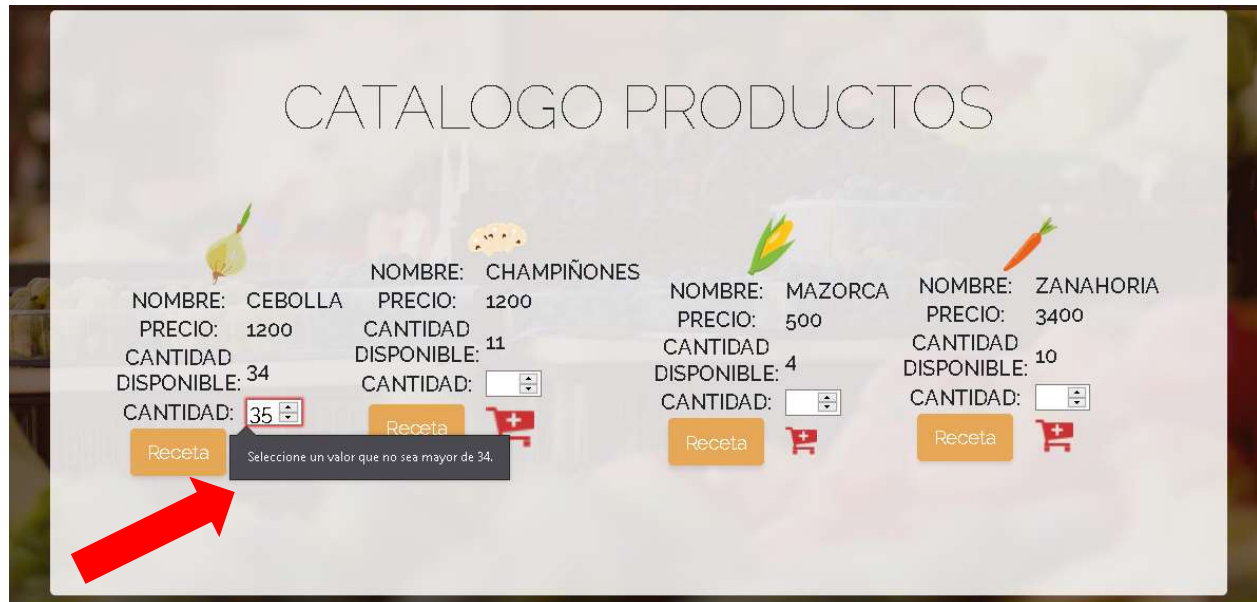 CATALOGO PRODUCTOS
NOMBRE: CEBOLLA
PRECIO: 1200
CANTIDAD
DISPONIBLE: 34
CANTIDAD: 35
Receta
Seleccione un valor que no sea mayor de 34.
NOMBRE: CHAMPIÑONES
PRECIO: 1200
CANTIDAD
DISPONIBLE: 11
CANTIDAD:
Receta
NOMBRE: MAZORCA
PRECIO: 500
CANTIDAD
DISPONIBLE: 4
CANTIDAD:
Receta
NOMBRE: ZANAHORIA
PRECIO: 3400
CANTIDAD
DISPONIBLE: 10
CANTIDAD:
Receta